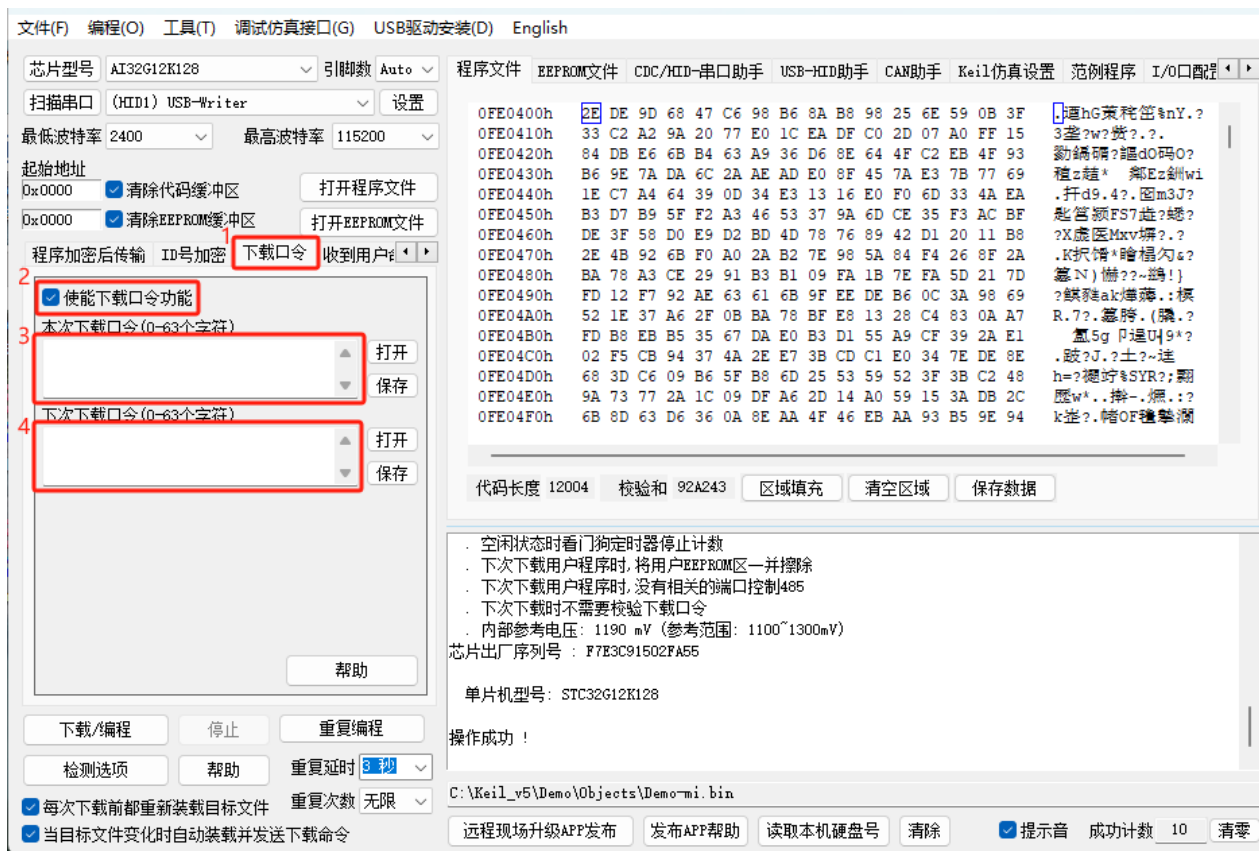 文件(F) 编程(O) 工具(T) 调试仿真接口(G) USB驱动安装(D) English
芯片型号 AI32G12K128 引脚数 Auto
扫描串口 (HID1) USB-Writer 设置
最低波特率 2400 最高波特率 115200
起始地址
0x0000 清除代码缓冲区 打开程序文件
0x0000 清除EEPROM缓冲区 打开EEPROM文件
1
程序加密后传输 ID号加密 下载口令 收到用户
2
使能下载口令功能
本次下载口令(0-63个字符)
3
打开
保存
下次下载口令(0-63个字符)
4
打开
保存
帮助
下载/编程 停止 重复编程
检测选项 帮助 重复延时 3 秒
每次下载前都重新装载目标文件 重复次数 无限
当目标文件变化时自动装载并发送下载命令
程序文件 EEPROM文件 CDC/HID-串口助手 USB-HID助手 CAN助手 Keil仿真设置 范例程序 I/O口配置
0FE0400h 2E DE 9D 68 47 C6 98 B6 8A B8 98 25 6E 59 0B 3F
0FE0410h 33 C2 A2 9A 20 77 E0 1C EA DF C0 2D 07 A0 FF 15
0FE0420h 84 DB E6 6B B4 63 A9 36 D6 8E 64 4F C2 EB 4F 93
0FE0430h B6 9E 7A DA 6C 2A AE AD E0 8F 45 7A E3 7B 77 69
0FE0440h 1E C7 A4 64 39 0D 34 E3 13 16 E0 F0 6D 33 4A EA
0FE0450h B3 D7 B9 5F F2 A3 46 53 37 9A 6D CE 35 F3 AC BF
0FE0460h DE 3F 58 D0 E9 D2 BD 4D 78 76 89 42 D1 20 11 B8
0FE0470h 2E 4B 92 6B F0 A0 2A B2 7E 98 5A 84 F4 26 8F 2A
0FE0480h BA 78 A3 CE 29 91 B3 B1 09 FA 1B 7E FA 5D 21 7D
0FE0490h FD 12 F7 92 AE 63 61 6B 9F EE DE B6 0C 3A 98 69
0FE04A0h 52 1E 37 A6 2F 0B BA 78 BF E8 13 28 C4 83 0A A7
0FE04B0h FD B8 EB B5 35 67 DA E0 B3 D1 55 A9 CF 39 2A E1
0FE04C0h 02 F5 CB 94 37 4A 2E E7 3B CD C1 E0 34 7E DE 8E
0FE04D0h 68 3D C6 09 B6 5F B8 6D 25 53 59 52 3F 3B C2 48
0FE04E0h 9A 73 77 2A 1C 09 DF A6 2D 14 A0 59 15 3A DB 2C
0FE04F0h 6B 8D 63 D6 36 0A 8E AA 4F 46 EB AA 93 B5 9E 94
代码长度 12004 校验和 92A243 区域填充 清空区域 保存数据
. 空闲状态时看门狗定时器停止计数
. 下次下载用户程序时,将用户EEPROM区一并擦除
. 下次下载用户程序时,没有相关的端口控制485
. 下次下载时不需要校验下载口令
. 内部参考电压: 1190 mV (参考范围: 1100~1300mV)
芯片出厂序列号 : F7E3C91502FA55
单片机型号: STC32G12K128
操作成功 !
C:\Keil_v5\Demo\Objects\Demo-mi.bin
远程现场升级APP发布 发布APP帮助 读取本机硬盘号 清除 提示音 成功计数 10 清零